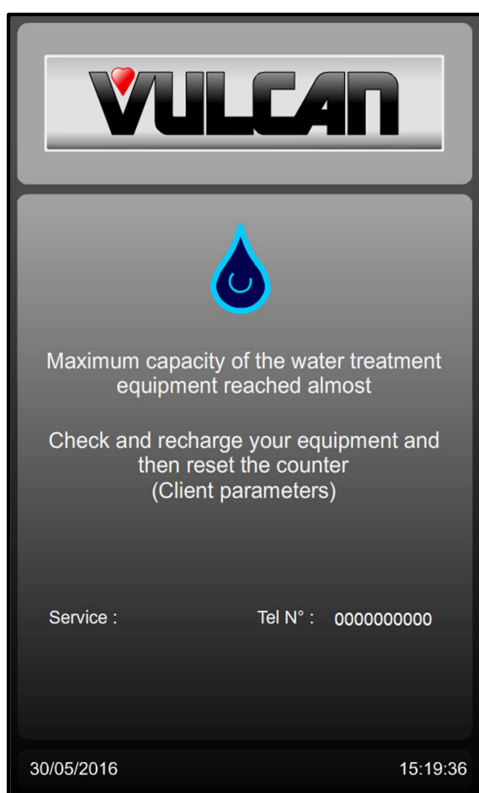 VULCAN
Maximum capacity of the water treatment
equipment reached almost
Check and recharge your equipment and
then reset the counter
(Client parameters)
Service : Tel N° : 0000000000
30/05/2016 15:19:36